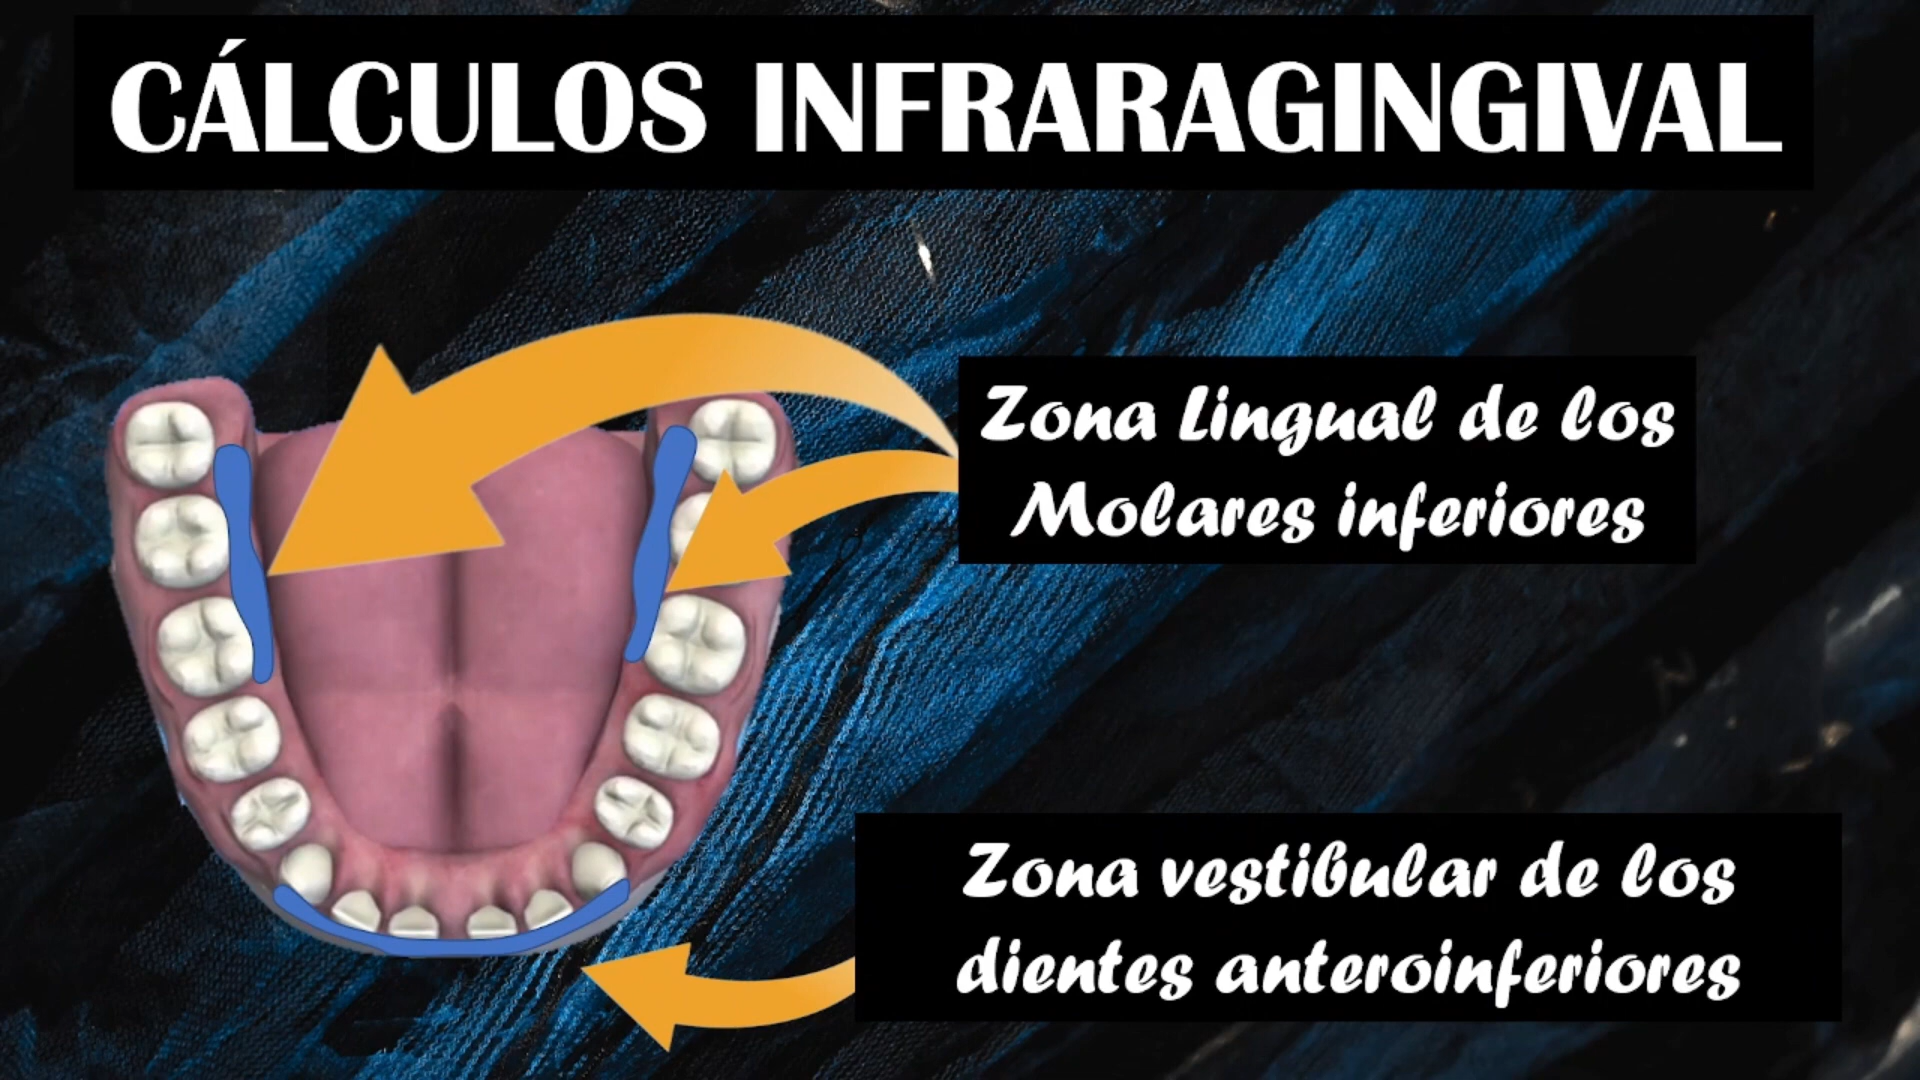 CÁLCULOS INFRARAGINGIVAL
Zona Lingual de los
Molares inferiores
Zona vestibular de los
dientes anteroinferiores